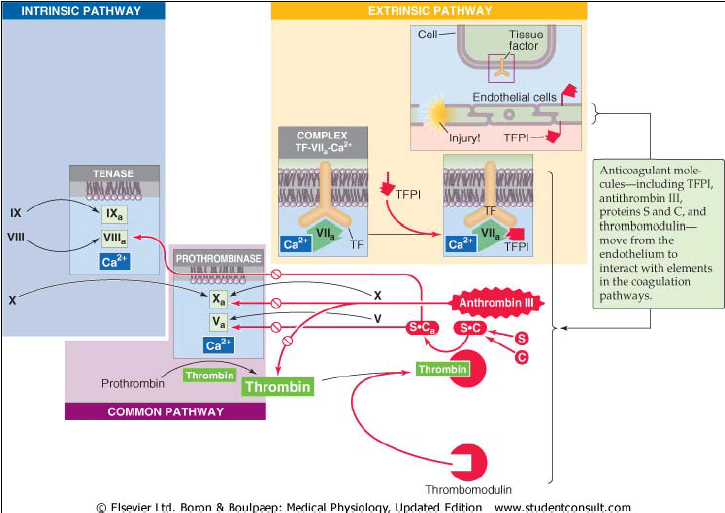 INTRINSIC PATHWAY
EXTRINSIC PATHWAY
Cell
Tissue
factor
Endothelial cells
Injury!
TFPI
COMPLEX
TF-VIIa-Ca2+
TFPI
TF
VIIa
Ca2+
TF
VIIa
Ca2+
TFPI
Anticoagulant mole-
cules—including TFPI,
antithrombin III,
proteins S and C, and
thrombomodulin—
move from the
endothelium to
interact with elements
in the coagulation
pathways.
TENASE
IX
IXa
VIII
VIIIa
Ca2+
PROTHROMBINASE
X
Xa
X
Anthrombin III
Va
V
S•Ca
S•C
S
C
Ca2+
Prothrombin
Thrombin
Thrombin
Thrombin
COMMON PATHWAY
Thrombomodulin
© Elsevier Ltd. Boron & Boulpaep: Medical Physiology, Updated Edition www.studentconsult.com